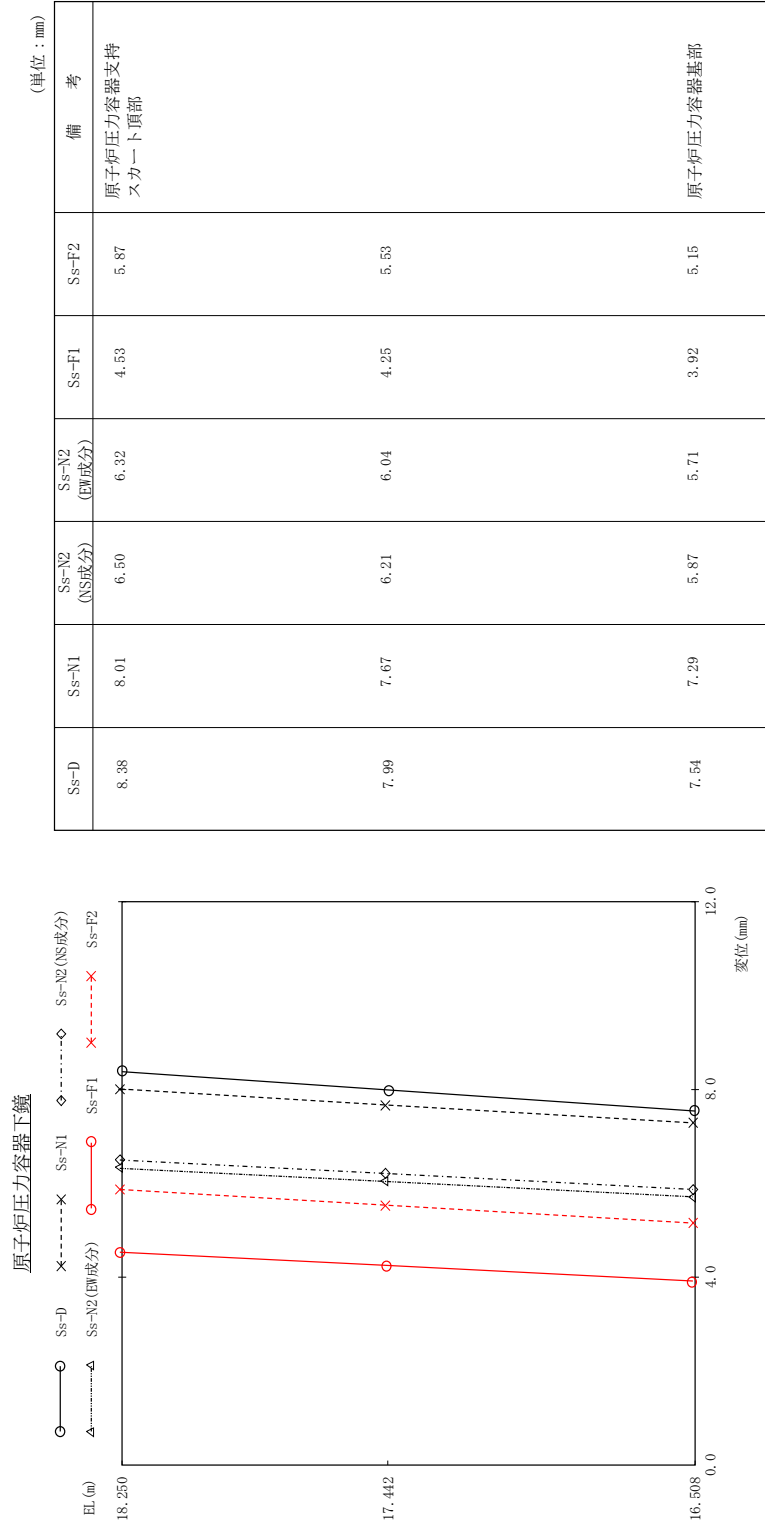 原子炉圧力容器下鏡
Ss-D
Ss-N1
Ss-N2(NS成分)
Ss-N2(EW成分)
Ss-F1
Ss-F2
EL(m)
18.250
17.442
16.508
0.0
4.0
8.0
12.0
変位(mm)
(単位:mm)
Ss-D Ss-N1 Ss-N2 (NS成分) Ss-N2 (EW成分) Ss-F1 Ss-F2 備 考
8.38 8.01 6.50 6.32 4.53 5.87 原子炉圧力容器支持
スカート頂部
7.99 7.67 6.21 6.04 4.25 5.53
7.54 7.29 5.87 5.71 3.92 5.15 原子炉圧力容器基部